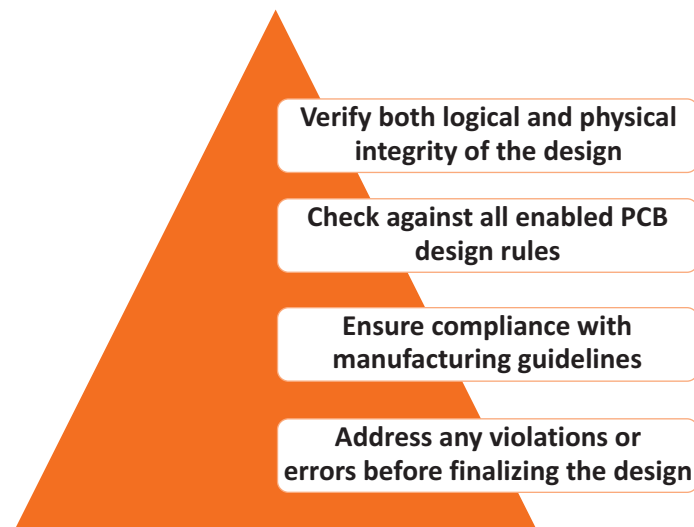 Verify both logical and physical
integrity of the design
Check against all enabled PCB
design rules
Ensure compliance with
manufacturing guidelines
Address any violations or
errors before finalizing the design